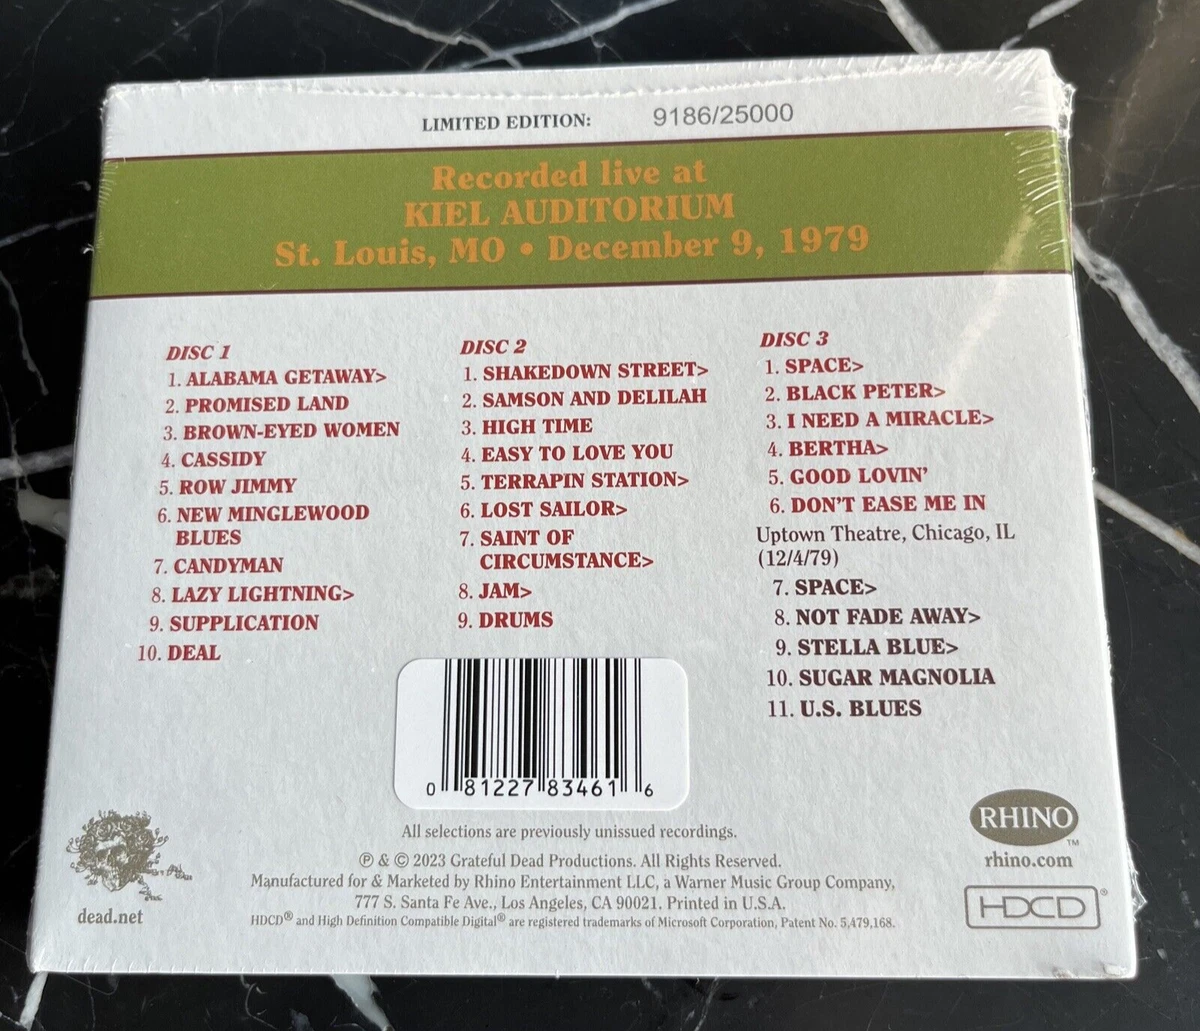 LIMITED EDITION: 9186/25000
Recorded live at
KIEL AUDITORIUM
St. Louis, MO • December 9, 1979
DISC 1
1. ALABAMA GETAWAY>
2. PROMISED LAND
3. BROWN-EYED WOMEN
4. CASSIDY
5. ROW JIMMY
6. NEW MINGLEWOOD
BLUES
7. CANDYMAN
8. LAZY LIGHTNING>
9. SUPPLICATION
10. DEAL
DISC 2
1. SHAKEDOWN STREET>
2. SAMSON AND DELILAH
3. HIGH TIME
4. EASY TO LOVE YOU
5. TERRAPIN STATION>
6. LOST SAILOR>
7. SAINT OF
CIRCUMSTANCE>
8. JAM>
9. DRUMS
DISC 3
1. SPACE>
2. BLACK PETER>
3. I NEED A MIRACLE>
4. BERTHA>
5. GOOD LOVIN'
6. DON'T EASE ME IN
Uptown Theatre, Chicago, IL
(12/4/79)
7. SPACE>
8. NOT FADE AWAY>
9. STELLA BLUE>
10. SUGAR MAGNOLIA
11. U.S. BLUES
0 81227 83461 6
All selections are previously unissued recordings.
℗ & © 2023 Grateful Dead Productions. All Rights Reserved.
Manufactured for & Marketed by Rhino Entertainment LLC, a Warner Music Group Company,
777 S. Santa Fe Ave., Los Angeles, CA 90021. Printed in U.S.A.
HDCD® and High Definition Compatible Digital® are registered trademarks of Microsoft Corporation, Patent No. 5,479,168.
dead.net
RHINO™
rhino.com
HDCD®